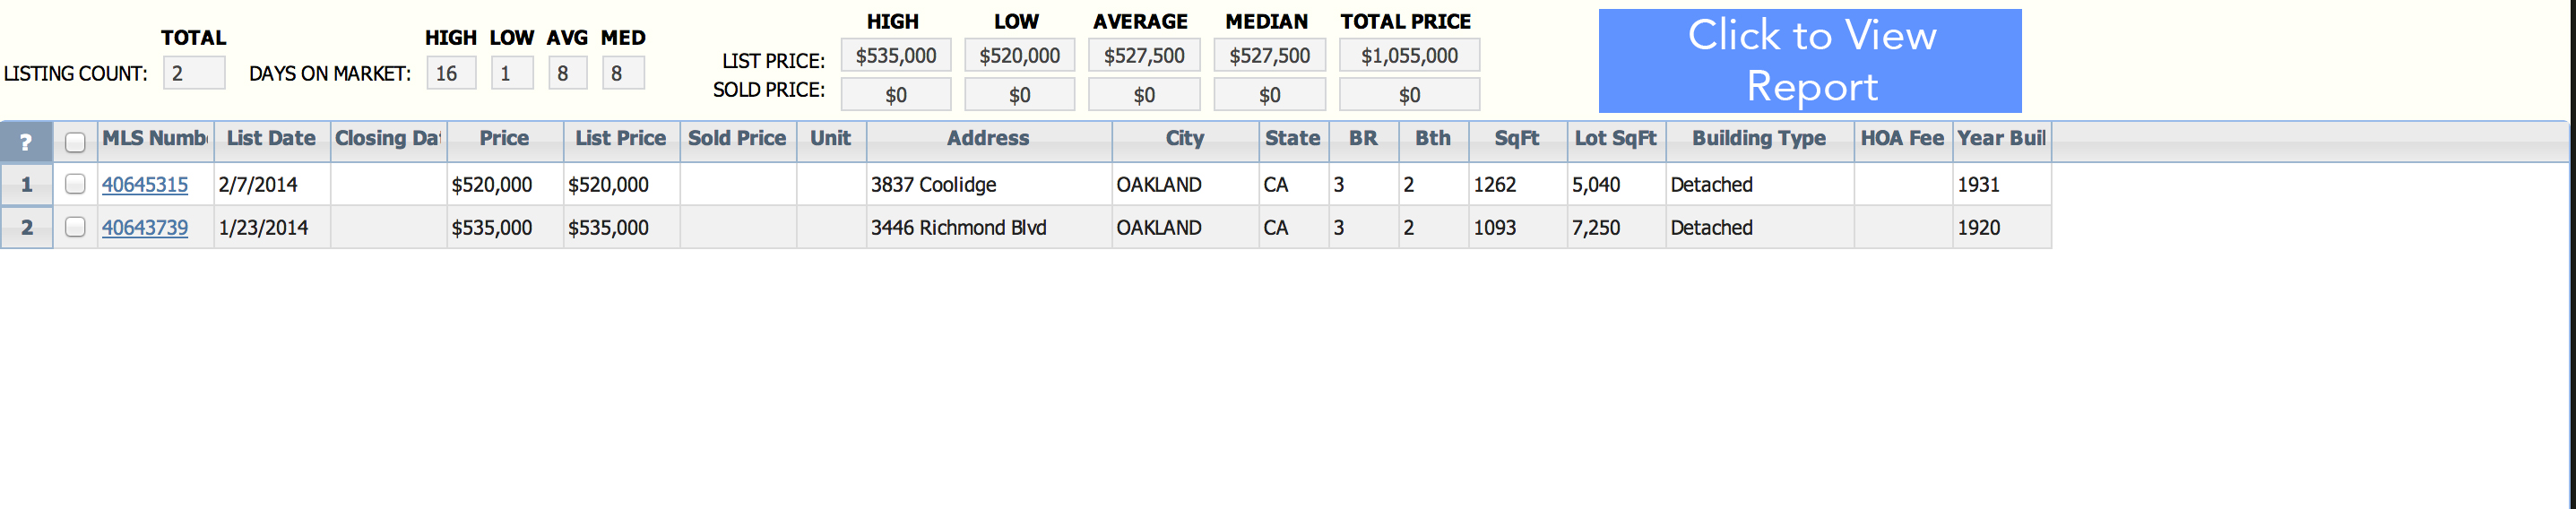 TOTAL HIGH LOW AVG MED
LISTING COUNT: 2 DAYS ON MARKET: 16 1 8 8
HIGH LOW AVERAGE MEDIAN TOTAL PRICE
LIST PRICE: $535,000 $520,000 $527,500 $527,500 $1,055,000
SOLD PRICE: $0 $0 $0 $0 $0
Click to View
Report
? MLS Numb List Date Closing Dat Price List Price Sold Price Unit Address City State BR Bth SqFt Lot SqFt Building Type HOA Fee Year Buil
1 40645315 2/7/2014 $520,000 $520,000 3837 Coolidge OAKLAND CA 3 2 1262 5,040 Detached 1931
2 40643739 1/23/2014 $535,000 $535,000 3446 Richmond Blvd OAKLAND CA 3 2 1093 7,250 Detached 1920